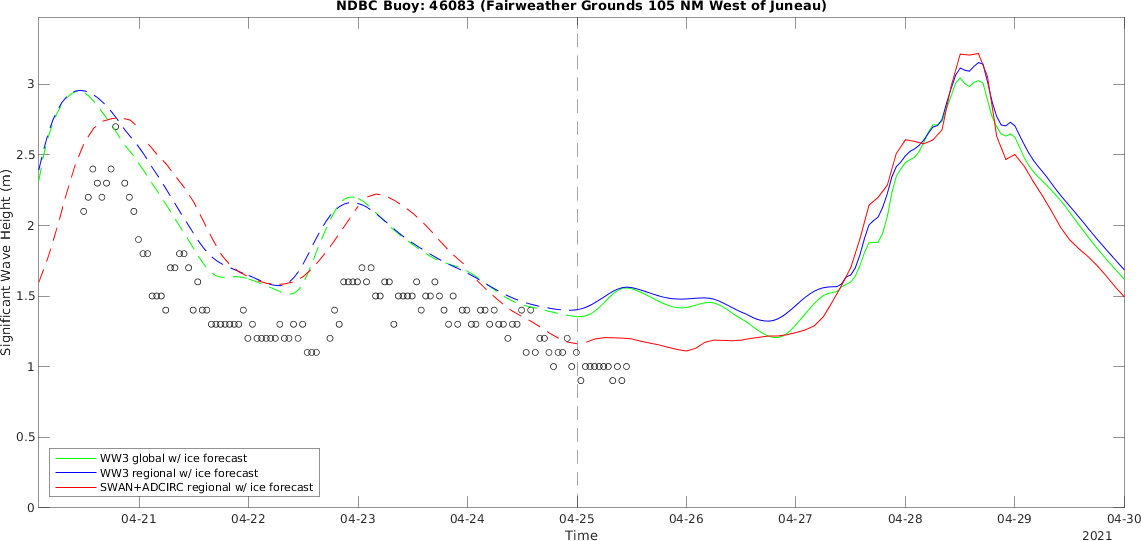 NDBC Buoy: 46083 (Fairweather Grounds 105 NM West of Juneau)
Significant Wave Height (m)
3
2.5
2
1.5
1
0.5
0
WW3 global w/ ice forecast
WW3 regional w/ ice forecast
SWAN+ADCIRC regional w/ ice forecast
04-21 04-22 04-23 04-24 04-25 04-26 04-27 04-28 04-29 04-30
Time
2021